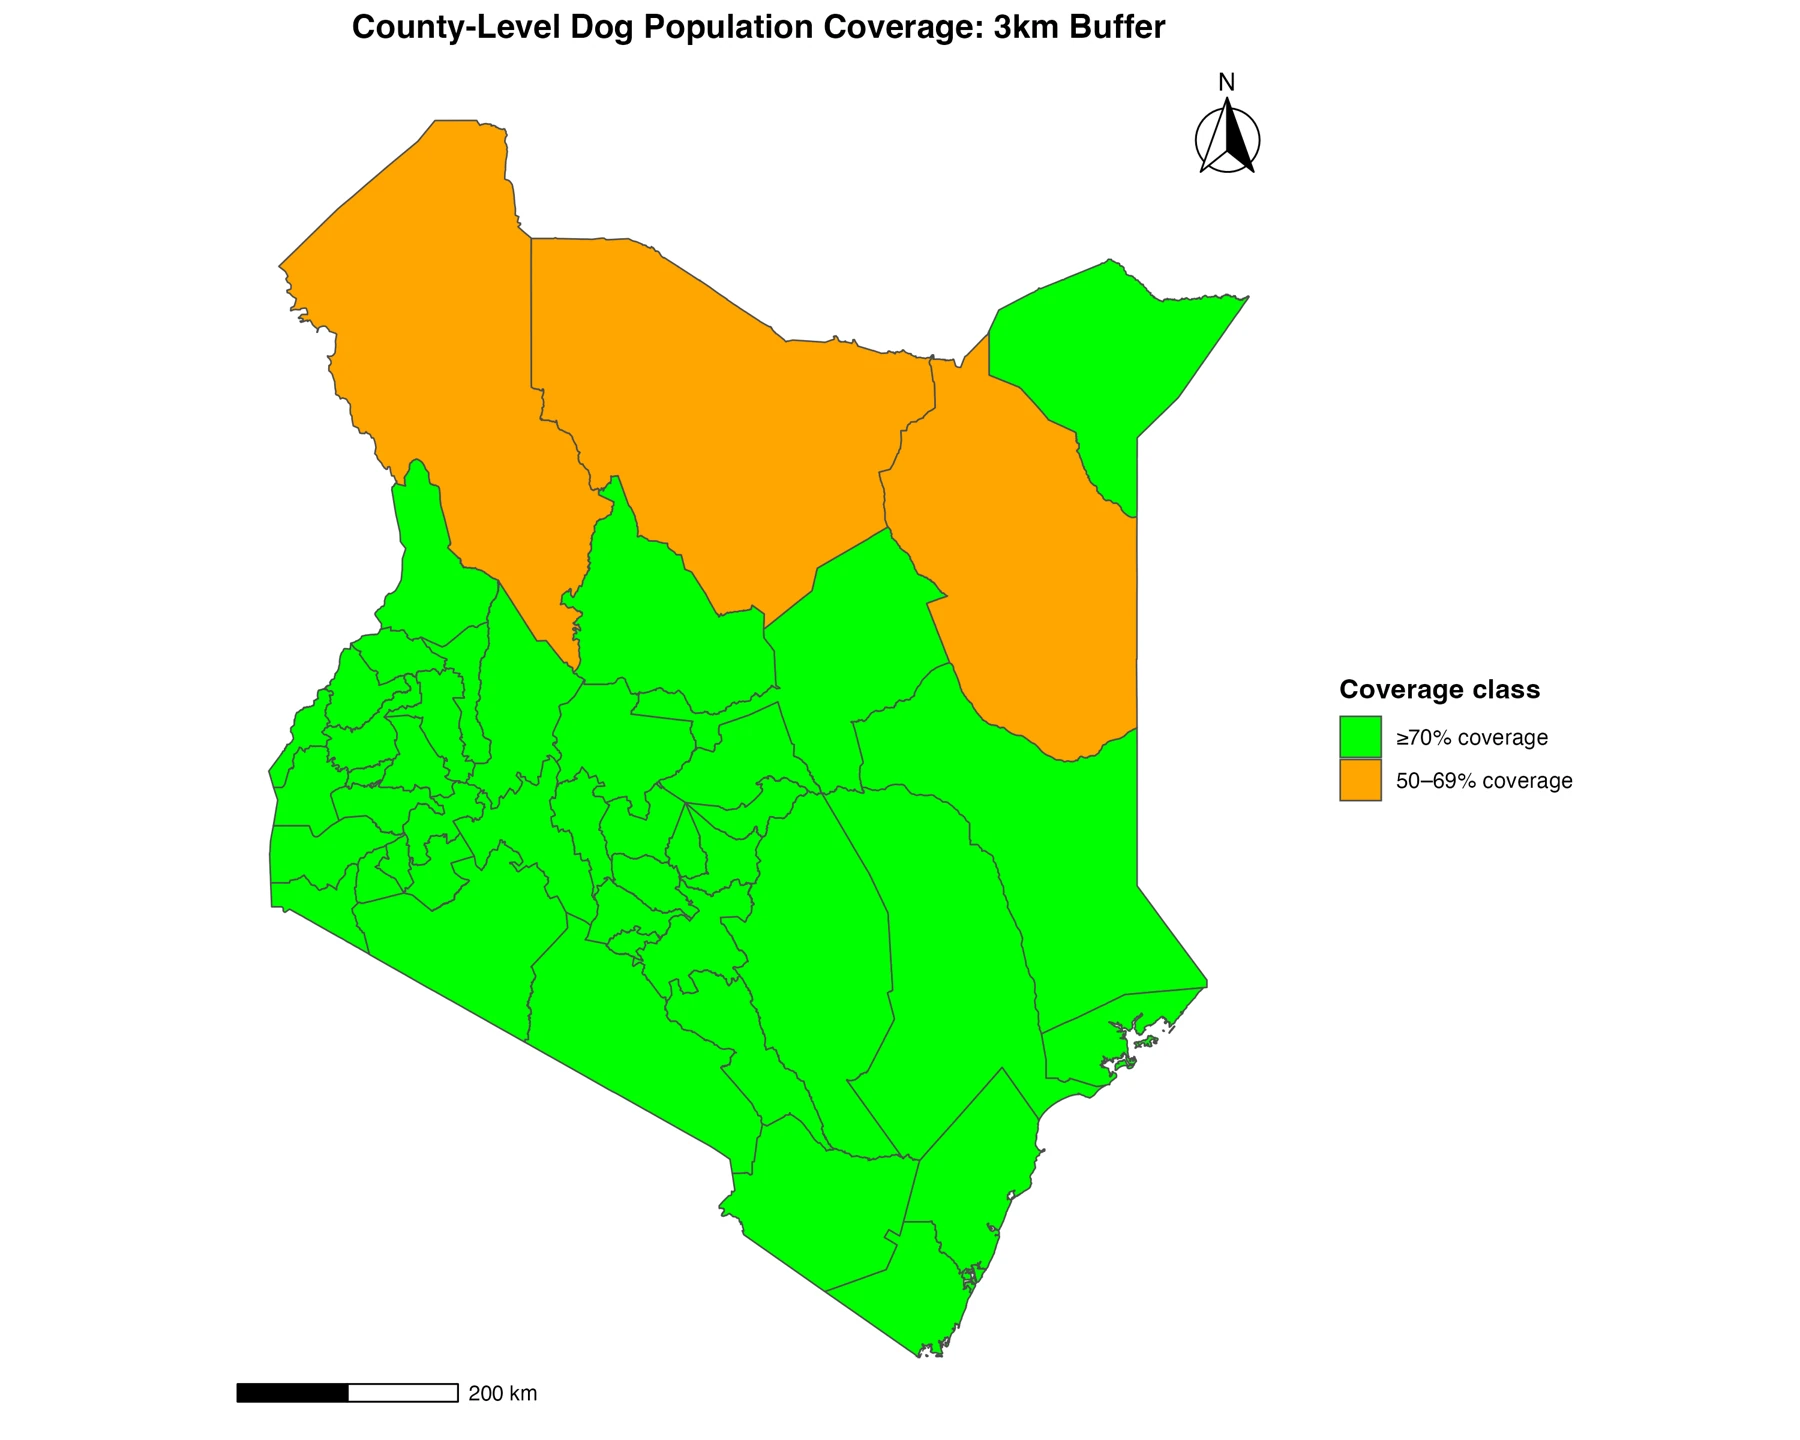 County-Level Dog Population Coverage: 3km Buffer
N
Coverage class
≥70% coverage
50–69% coverage
200 km